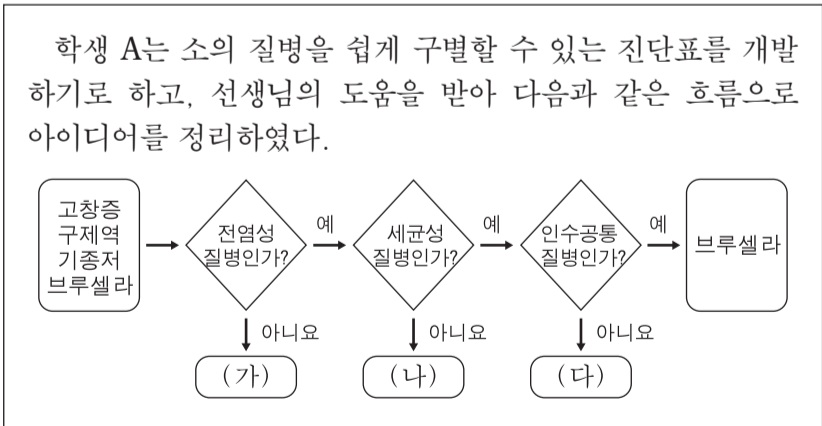 학생 A는 소의 질병을 쉽게 구별할 수 있는 진단표를 개발
하기로 하고, 선생님의 도움을 받아 다음과 같은 흐름으로
아이디어를 정리하였다.
고창증
구제역
기종저
브루셀라
전염성
질병인가?
예
세균성
질병인가?
예
인수공통
질병인가?
예
브루셀라
아니요
아니요
아니요
(가)
(나)
(다)